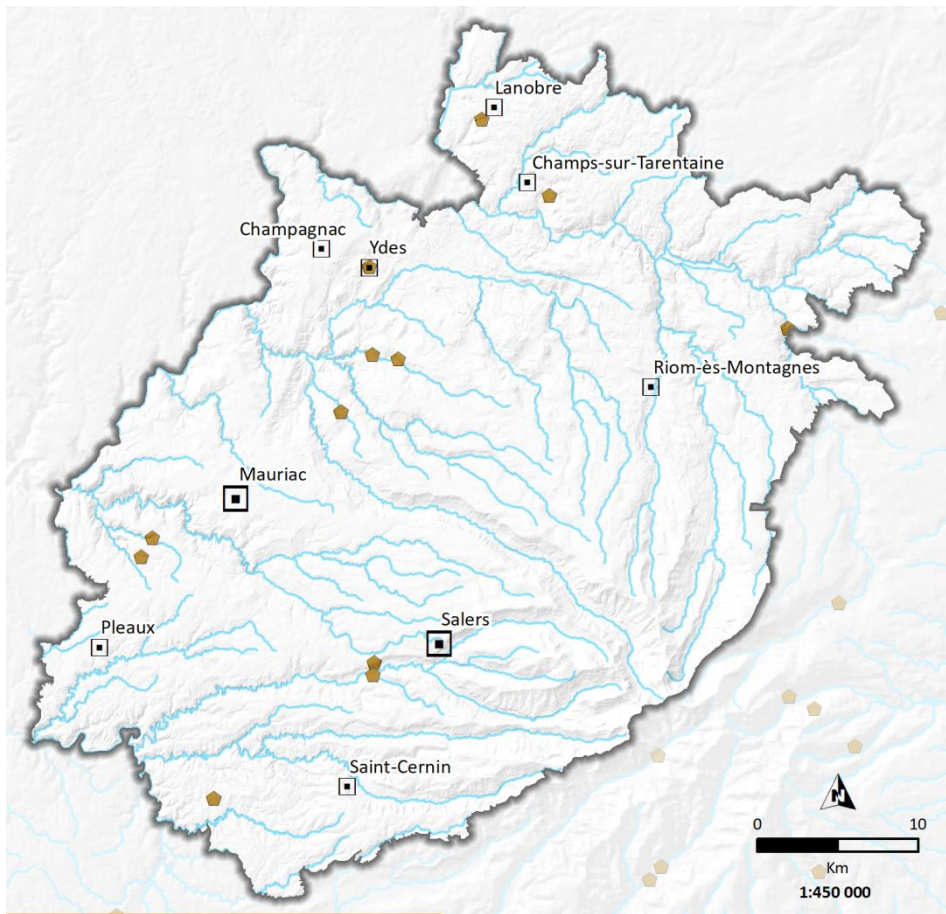 Lanobre
Champs-sur-Tarentaine
Champagnac
Ydes
Riom-ès-Montagnes
Mauriac
Salers
Pleaux
Saint-Cernin
N
0 10
Km
1:450 000